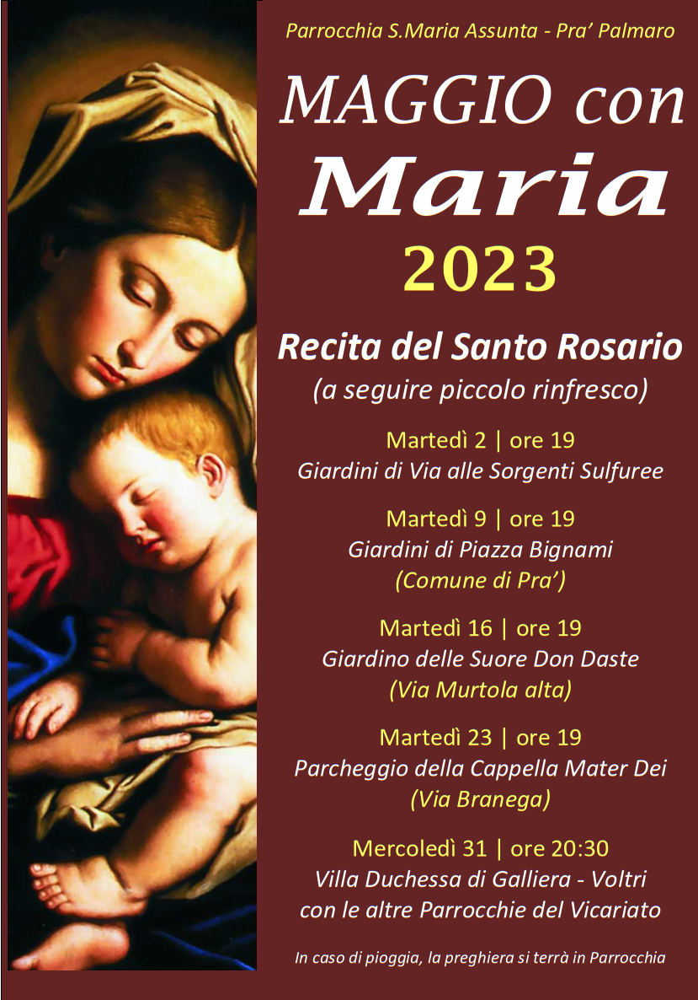 Parrocchia S.Maria Assunta - Pra’ Palmaro
MAGGIO con
Maria
2023
Recita del Santo Rosario
(a seguire piccolo rinfresco)
Martedì 2 | ore 19
Giardini di Via alle Sorgenti Sulfuree
Martedì 9 | ore 19
Giardini di Piazza Bignami
(Comune di Pra’)
Martedì 16 | ore 19
Giardino delle Suore Don Daste
(Via Murtola alta)
Martedì 23 | ore 19
Parcheggio della Cappella Mater Dei
(Via Branega)
Mercoledì 31 | ore 20:30
Villa Duchessa di Galliera - Voltri
con le altre Parrocchie del Vicariato
In caso di pioggia, la preghiera si terrà in Parrocchia